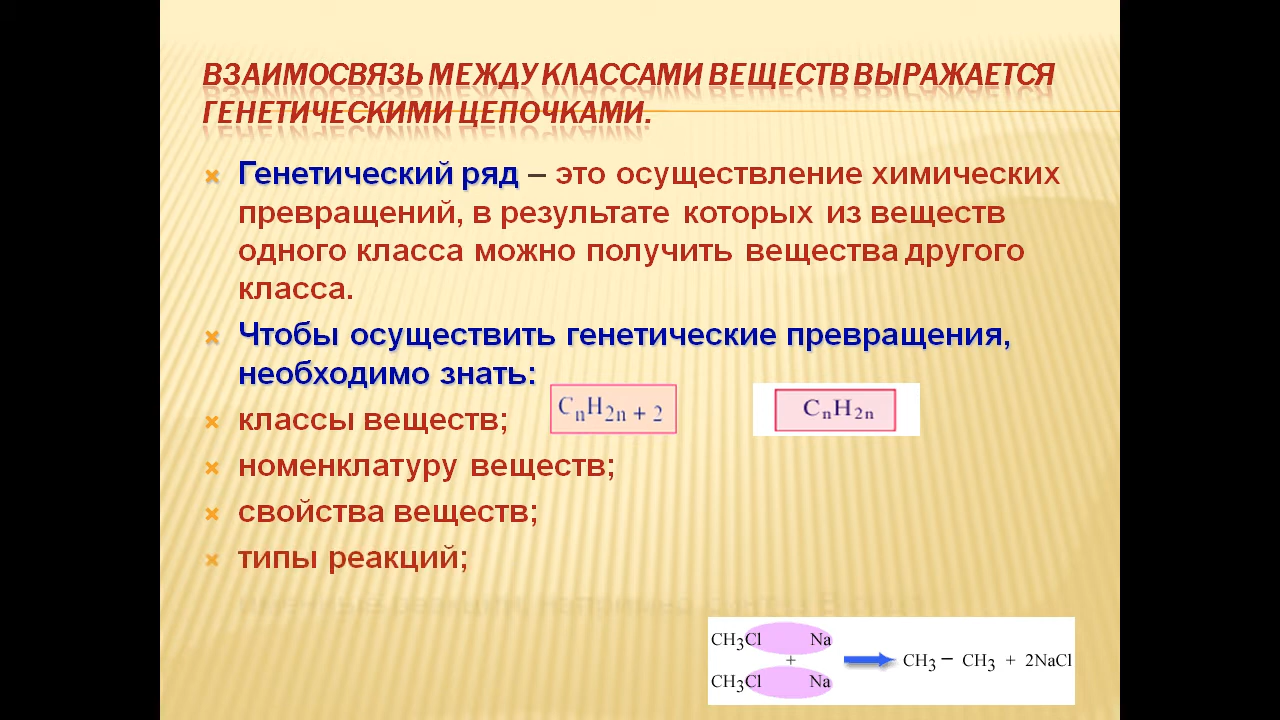 ВЗАИМОСВЯЗЬ МЕЖДУ КЛАССАМИ ВЕЩЕСТВ ВЫРАЖАЕТСЯ
ГЕНЕТИЧЕСКИМИ ЦЕПОЧКАМИ.
Генетический ряд – это осуществление химических
превращений, в результате которых из веществ
одного класса можно получить вещества другого
класса.
Чтобы осуществить генетические превращения,
необходимо знать:
классы веществ; CnH2n + 2 CnH2n
номенклатуру веществ;
свойства веществ;
типы реакций;
CH3Cl Na
+ CH3 – CH3 + 2NaCl
CH3Cl Na